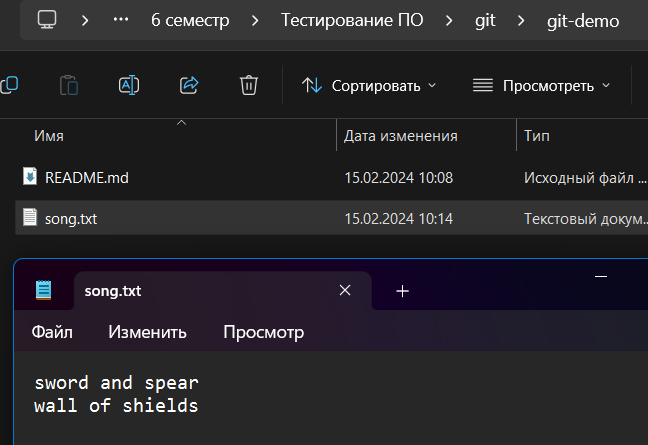 ... 6 семестр Тестирование ПО git git-demo
Сортировать Просмотреть
Имя Дата изменения Тип
README.md 15.02.2024 10:08 Исходный файл ...
song.txt 15.02.2024 10:14 Текстовый докум...
song.txt
Файл Изменить Просмотр
sword and spear
wall of shields